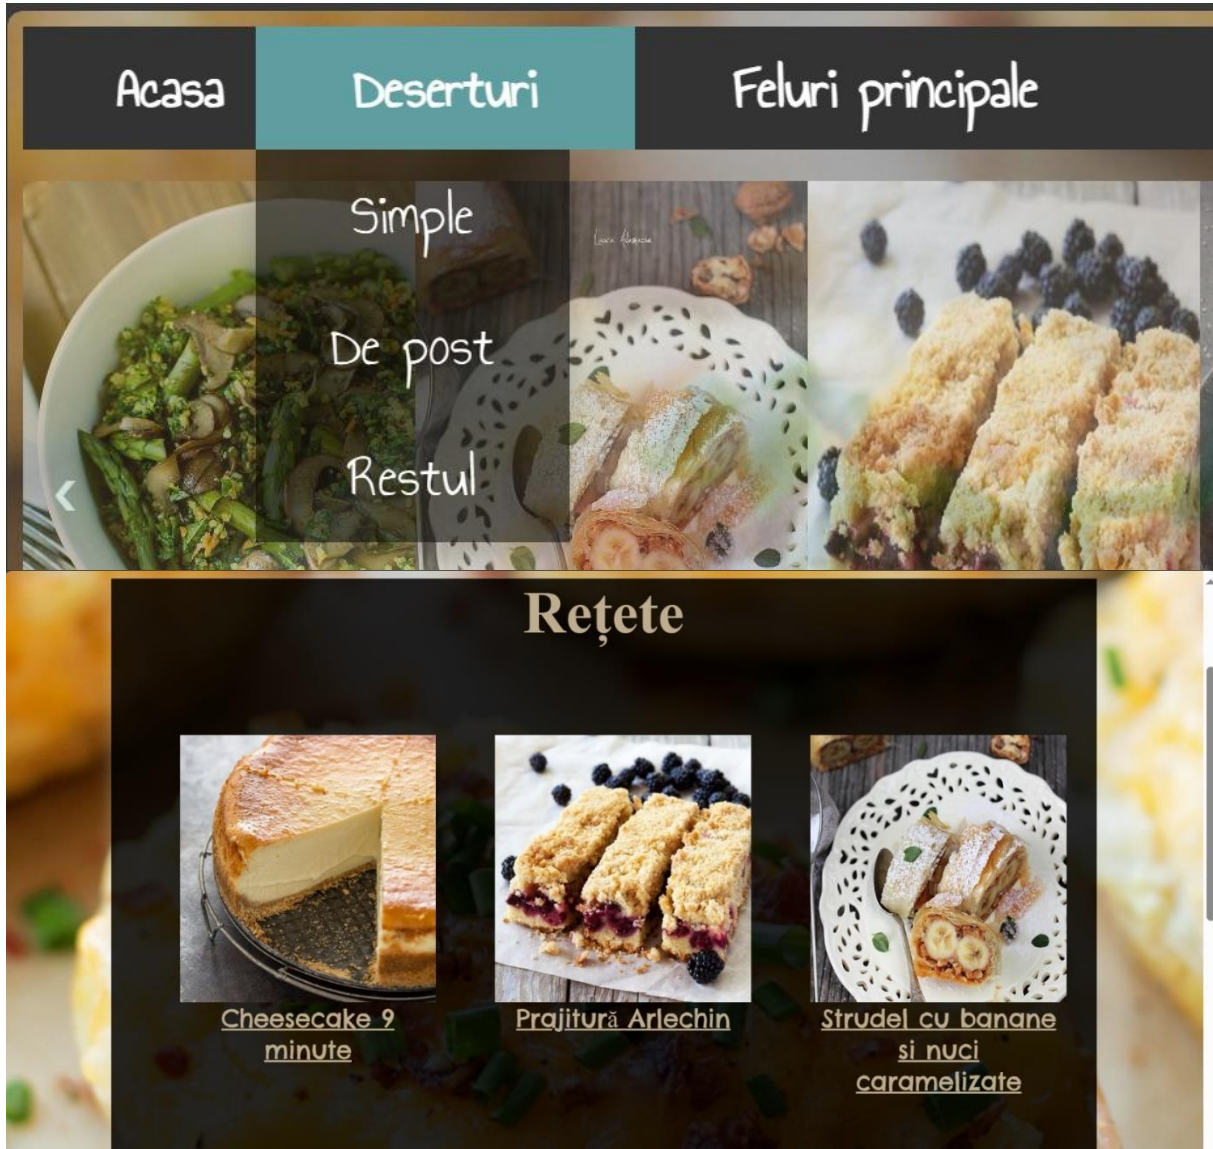 Acasa Deserturi Feluri principale
Simple
De post
Restul
Rețete
Cheesecake 9
minute
Prajitură Arlechin
Strudel cu banane
si nuci
caramelizate